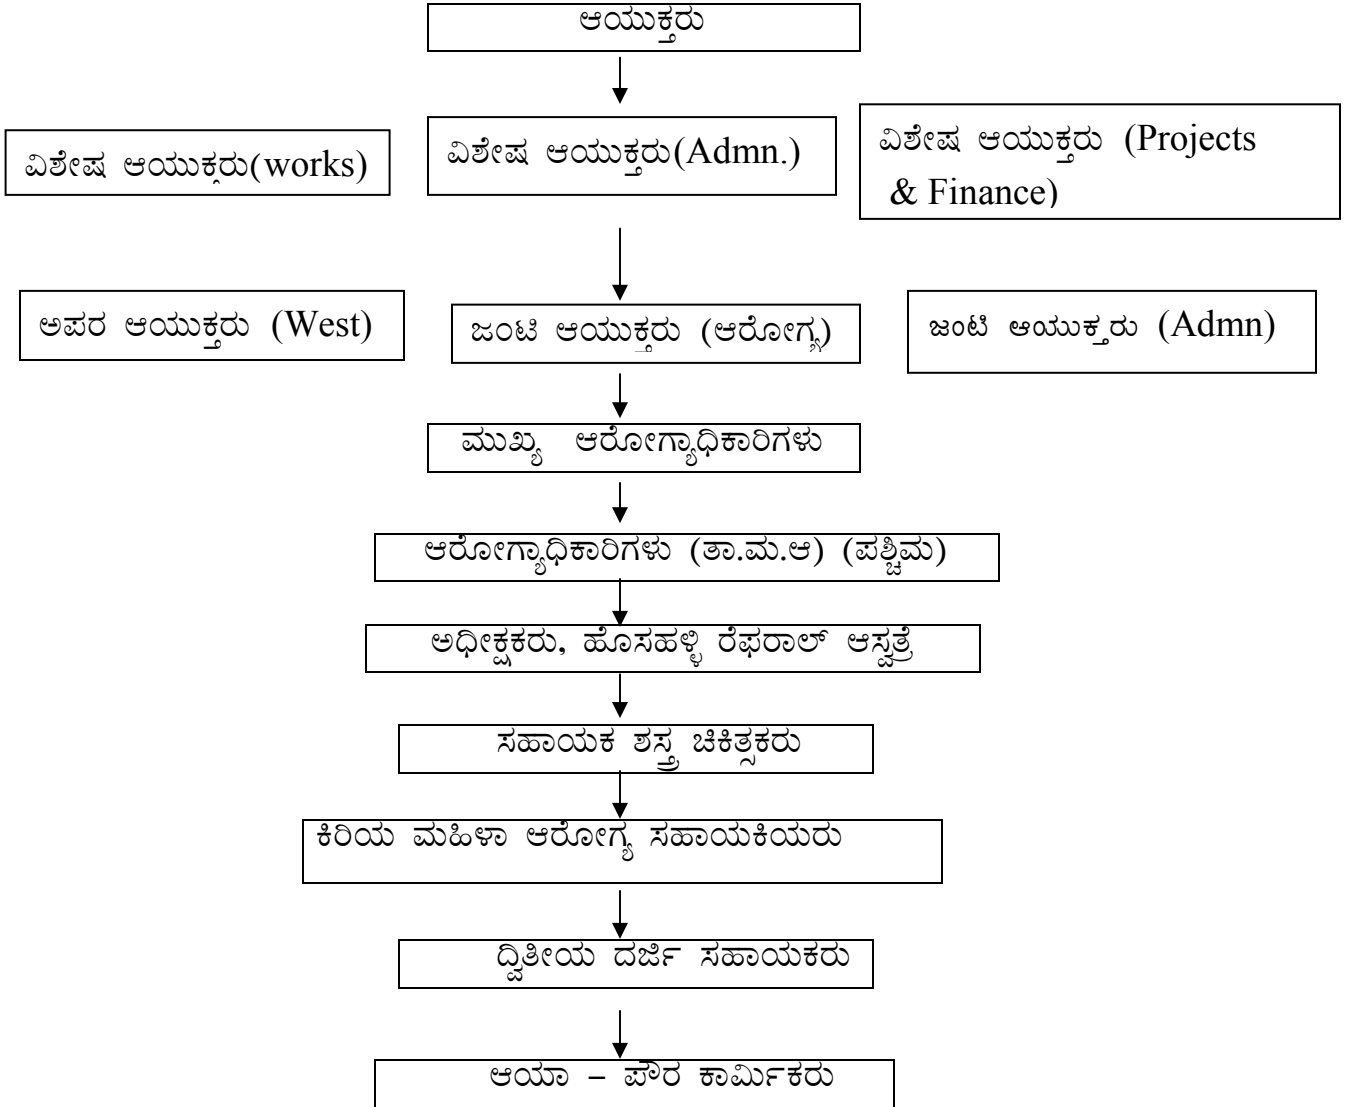 ಆಯುಕ್ತರು
ವಿಶೇಷ ಆಯುಕ್ತರು(works)
ವಿಶೇಷ ಆಯುಕ್ತರು(Admn.)
ವಿಶೇಷ ಆಯುಕ್ತರು (Projects
& Finance)
ಅಪರ ಆಯುಕ್ತರು (West)
ಜಂಟಿ ಆಯುಕ್ತರು (ಆರೋಗ್ಯ)
ಜಂಟಿ ಆಯುಕ್ತರು (Admn)
ಮುಖ್ಯ ಆರೋಗ್ಯಾಧಿಕಾರಿಗಳು
ಆರೋಗ್ಯಾಧಿಕಾರಿಗಳು (ತಾ.ಮ.ಆ) (ಪಶ್ಚಿಮ)
ಅಧೀಕ್ಷಕರು, ಹೊಸಹಳ್ಳಿ ರೆಫರಾಲ್ ಆಸ್ಪತ್ರೆ
ಸಹಾಯಕ ಶಸ್ತ್ರ ಚಿಕಿತ್ಸಕರು
ಕಿರಿಯ ಮಹಿಳಾ ಆರೋಗ್ಯ ಸಹಾಯಕಿಯರು
ದ್ವಿತೀಯ ದರ್ಜೆ ಸಹಾಯಕರು
ಆಯಾ – ಪೌರ ಕಾರ್ಮಿಕರು